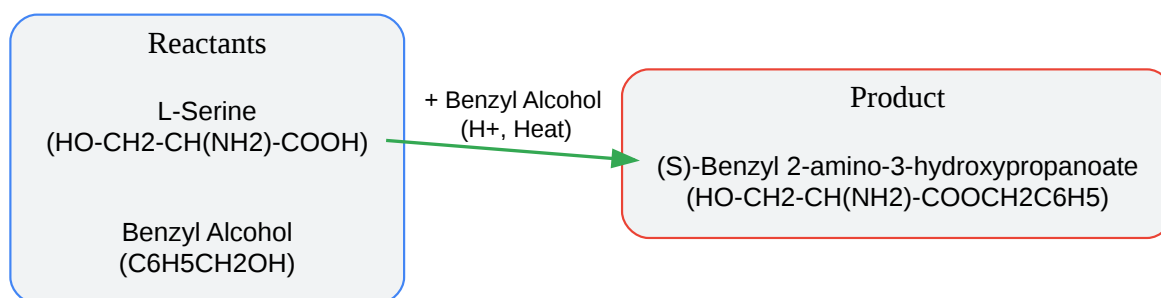 Reactants
L-Serine
(HO-CH2-CH(NH2)-COOH)
Benzyl Alcohol
(C6H5CH2OH)
+ Benzyl Alcohol
(H+, Heat)
Product
(S)-Benzyl 2-amino-3-hydroxypropanoate
(HO-CH2-CH(NH2)-COOCH2C6H5)